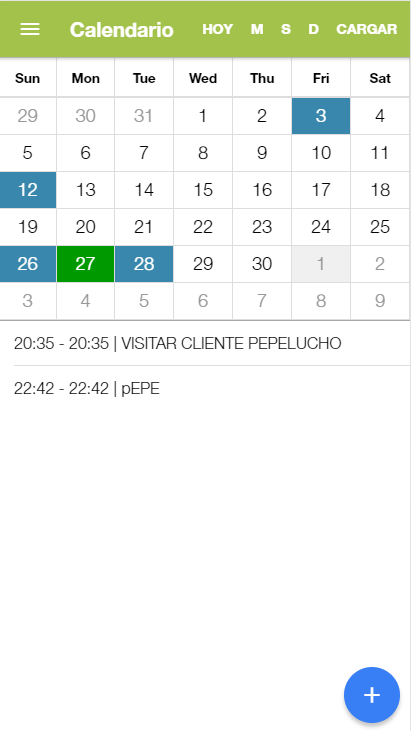 Calendario HOY M S D CARGAR
Sun Mon Tue Wed Thu Fri Sat
29 30 31 1 2 3 4
5 6 7 8 9 10 11
12 13 14 15 16 17 18
19 20 21 22 23 24 25
26 27 28 29 30 1 2
3 4 5 6 7 8 9
20:35 - 20:35 | VISITAR CLIENTE PEPELUCHO
22:42 - 22:42 | pEPE
+